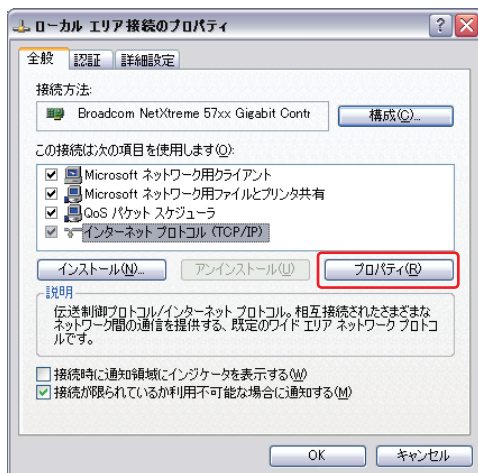 ローカル エリア接続のプロパティ
全般 認証 詳細設定
接続方法:
Broadcom NetXtreme 57xx Gigabit Contr 構成(C)...
この接続は次の項目を使用します(O):
Microsoft ネットワーク用クライアント
Microsoft ネットワーク用ファイルとプリンタ共有
QoS パケット スケジューラ
インターネット プロトコル (TCP/IP)
インストール(N)... アンインストール(U) プロパティ(R)
説明
伝送制御プロトコル/インターネット プロトコル。相互接続されたさまざまな
ネットワーク間の通信を提供する、既定のワイド エリア ネットワーク プロトコ
ルです。
接続時に通知領域にインジケータを表示する(W)
接続が限られているか利用不可能な場合に通知する(M)
OK キャンセル